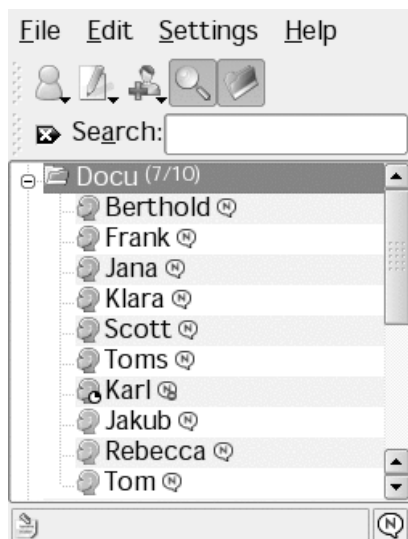 File Edit Settings Help
Search:
Docu (7/10)
Berthold
Frank
Jana
Klara
Scott
Toms
Karl
Jakub
Rebecca
Tom